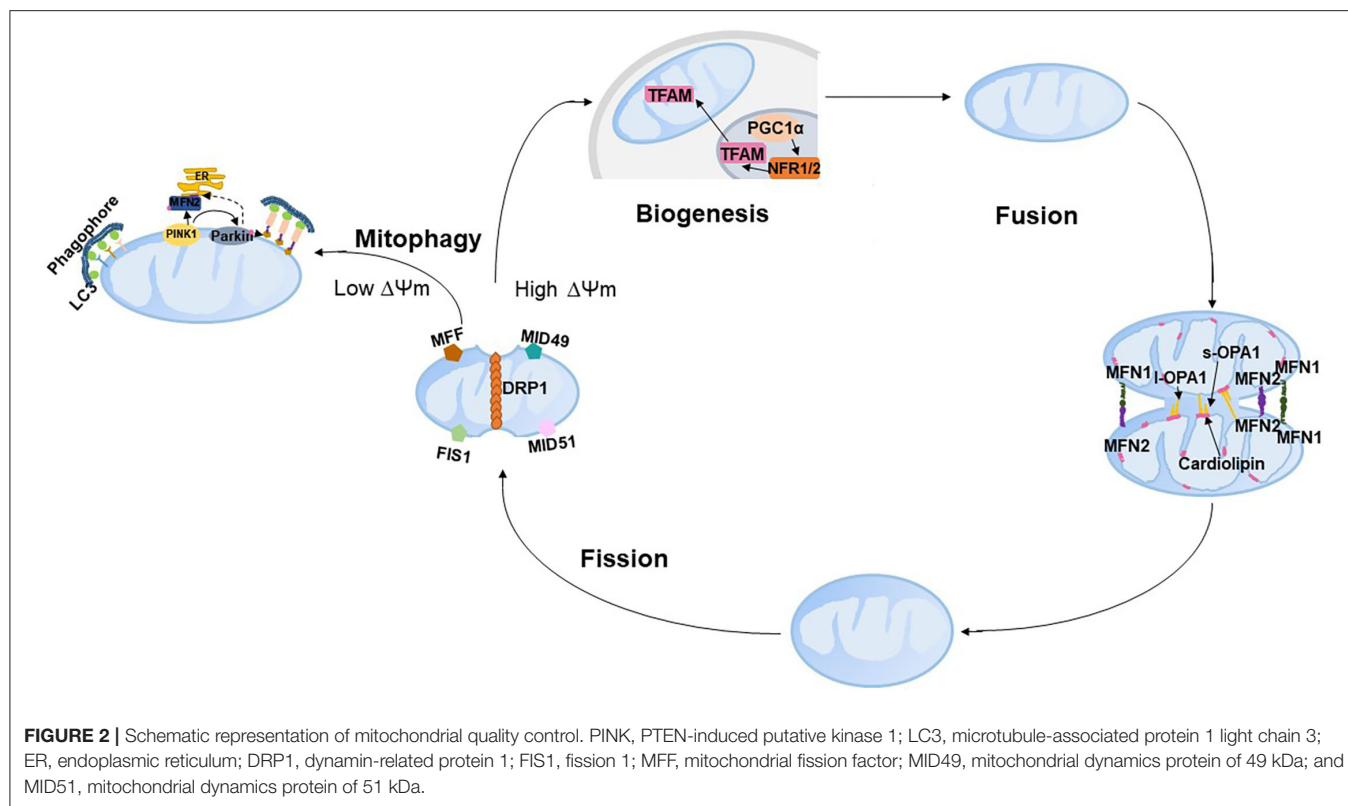 TFAM
PGC1α
TFAM
NFR1/2
Biogenesis
Fusion
ER
MFN2
PINK1
Parkin
Phagophore
LC3
Mitophagy
Low ΔΨm
High ΔΨm
MFF
MID49
DRP1
FIS1
MID51
s-OPA1
MFN1
l-OPA1
MFN2
MFN1
MFN2
MFN2
MFN1
Cardiolipin
Fission
FIGURE 2 | Schematic representation of mitochondrial quality control. PINK, PTEN-induced putative kinase 1; LC3, microtubule-associated protein 1 light chain 3;
ER, endoplasmic reticulum; DRP1, dynamin-related protein 1; FIS1, fission 1; MFF, mitochondrial fission factor; MID49, mitochondrial dynamics protein of 49 kDa; and
MID51, mitochondrial dynamics protein of 51 kDa.